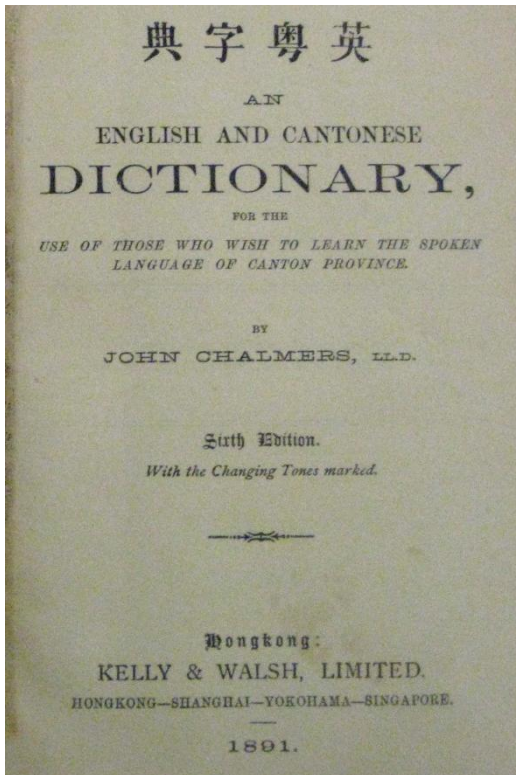 典字粵英
AN
ENGLISH AND CANTONESE
DICTIONARY,
FOR THE
USE OF THOSE WHO WISH TO LEARN THE SPOKEN
LANGUAGE OF CANTON PROVINCE.
BY
JOHN CHALMERS, LL.D.
Sixth Edition.
With the Changing Tones marked.
Hongkong:
KELLY & WALSH, LIMITED.
HONGKONG—SHANGHAI—YOKOHAMA—SINGAPORE.
1891.